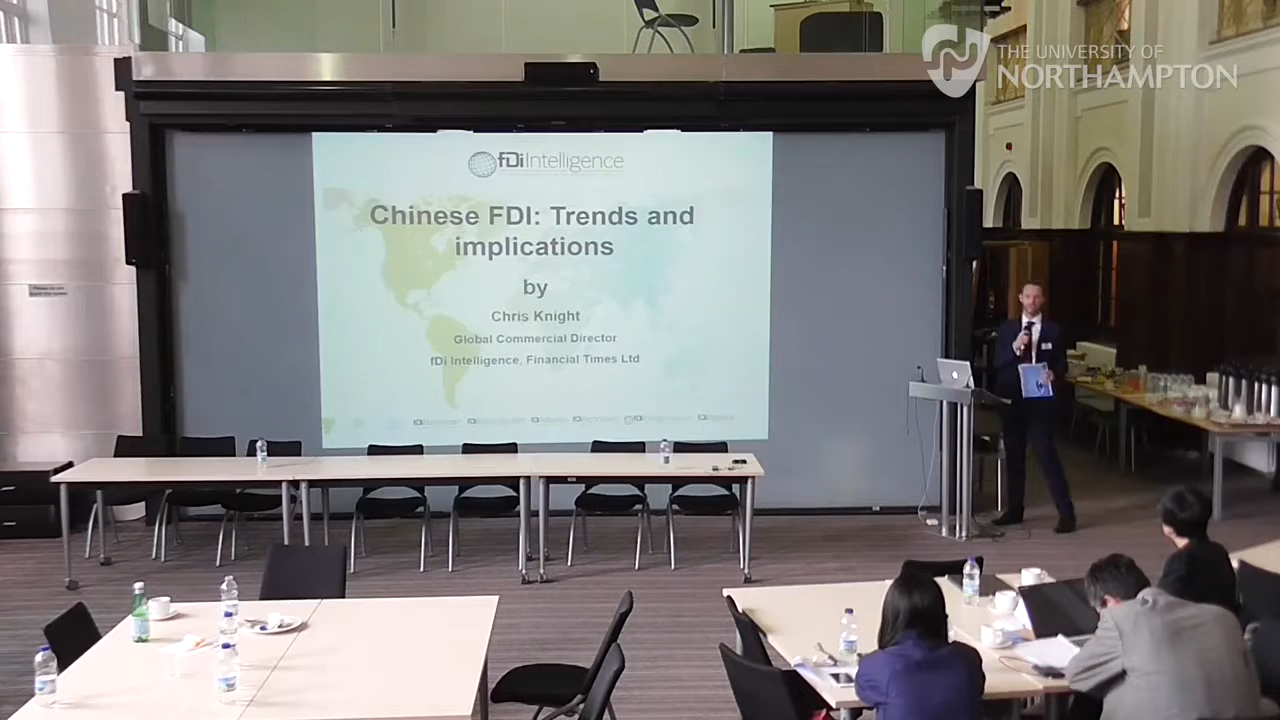 THE UNIVERSITY OF
NORTHAMPTON
fDi Intelligence
Chinese FDI: Trends and
implications
by
Chris Knight
Global Commercial Director
fDi Intelligence, Financial Times Ltd